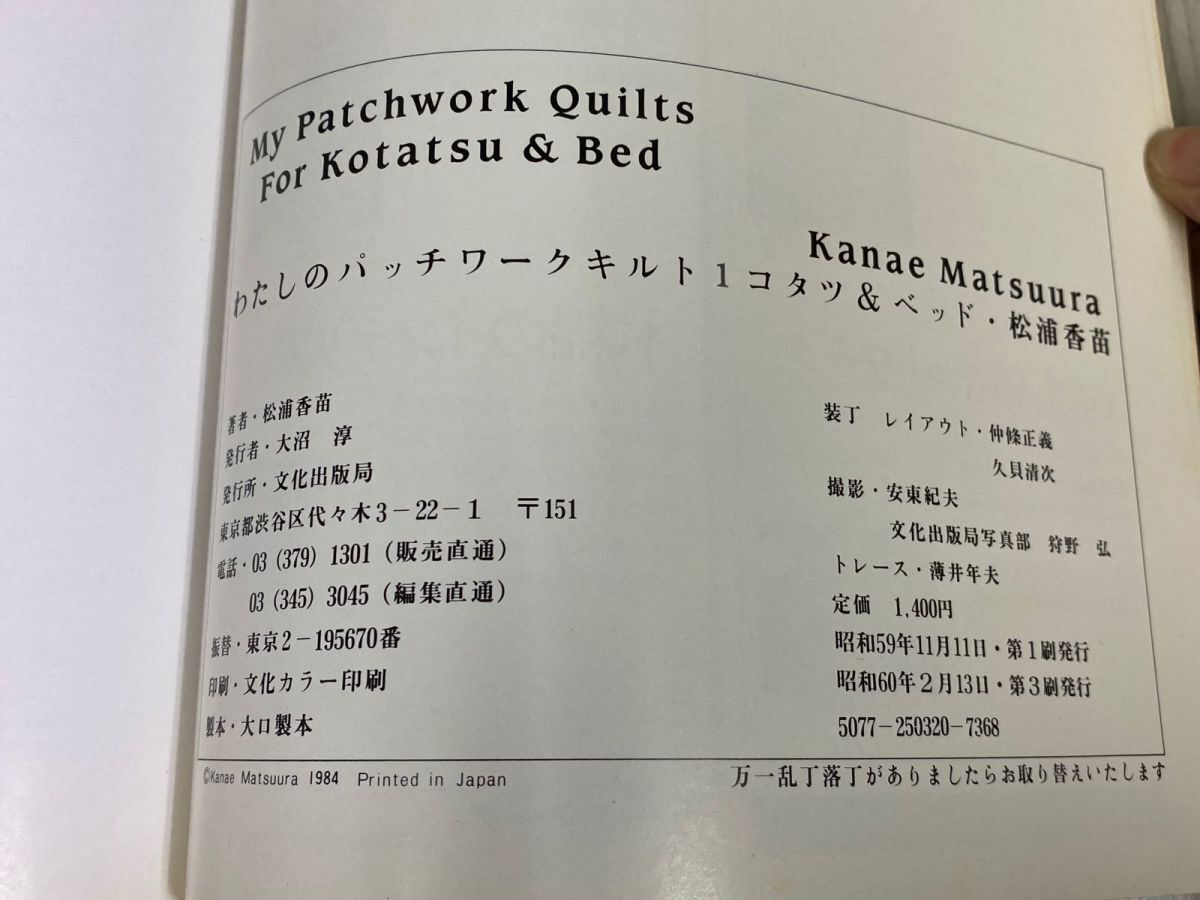 My Patchwork Quilts
For Kotatsu & Bed
Kanae Matsuura
わたしのパッチワークキルト1コタツ&ベッド・松浦香苗
著者・松浦香苗
発行者・大沼　淳
発行所・文化出版局
東京都渋谷区代々木3−22−1　〒151
電話・03 (379) 1301 (販売直通)
03 (345) 3045 (編集直通)
振替・東京2−195670番
印刷・文化カラー印刷
製本・大口製本
装丁　レイアウト・仲條正義
久貝清次
撮影・安東紀夫
文化出版局写真部　狩野　弘
トレース・薄井年夫
定価　1,400円
昭和59年11月11日・第1刷発行
昭和60年2月13日・第3刷発行
5077−250320−7368
©Kanae Matsuura 1984 Printed in Japan
万一乱丁落丁がありましたらお取り替えいたします